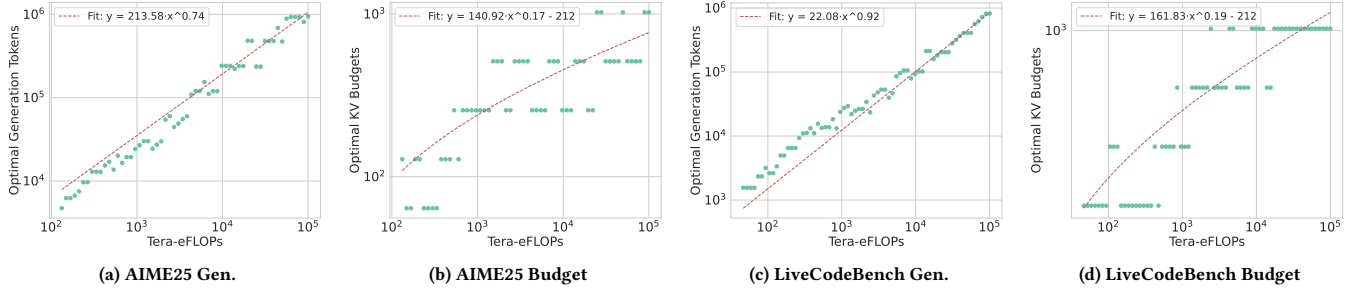 Optimal Generation Tokens
10^6
10^5
10^4
Fit: y = 213.58·x^0.74
10^2
10^3
10^4
10^5
Tera-eFLOPs
(a) AIME25 Gen.
Optimal KV Budgets
10^3
10^2
Fit: y = 140.92·x^0.17 - 212
10^2
10^3
10^4
10^5
Tera-eFLOPs
(b) AIME25 Budget
Optimal Generation Tokens
10^6
10^5
10^4
10^3
Fit: y = 22.08·x^0.92
10^2
10^3
10^4
10^5
Tera-eFLOPs
(c) LiveCodeBench Gen.
Optimal KV Budgets
10^3
Fit: y = 161.83·x^0.19 - 212
10^2
10^3
10^4
10^5
Tera-eFLOPs
(d) LiveCodeBench Budget